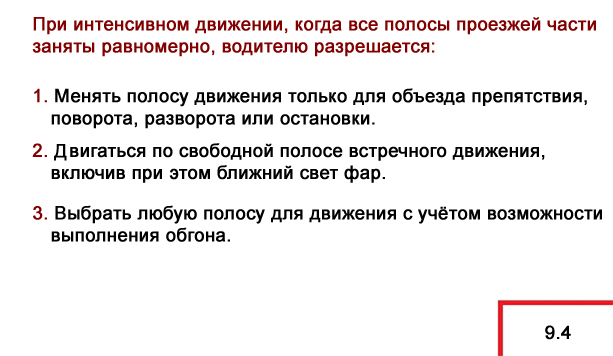 При интенсивном движении, когда все полосы проезжей части
заняты равномерно, водителю разрешается:
1. Менять полосу движения только для объезда препятствия,
поворота, разворота или остановки.
2. Двигаться по свободной полосе встречного движения,
включив при этом ближний свет фар.
3. Выбрать любую полосу для движения с учётом возможности
выполнения обгона.
9.4